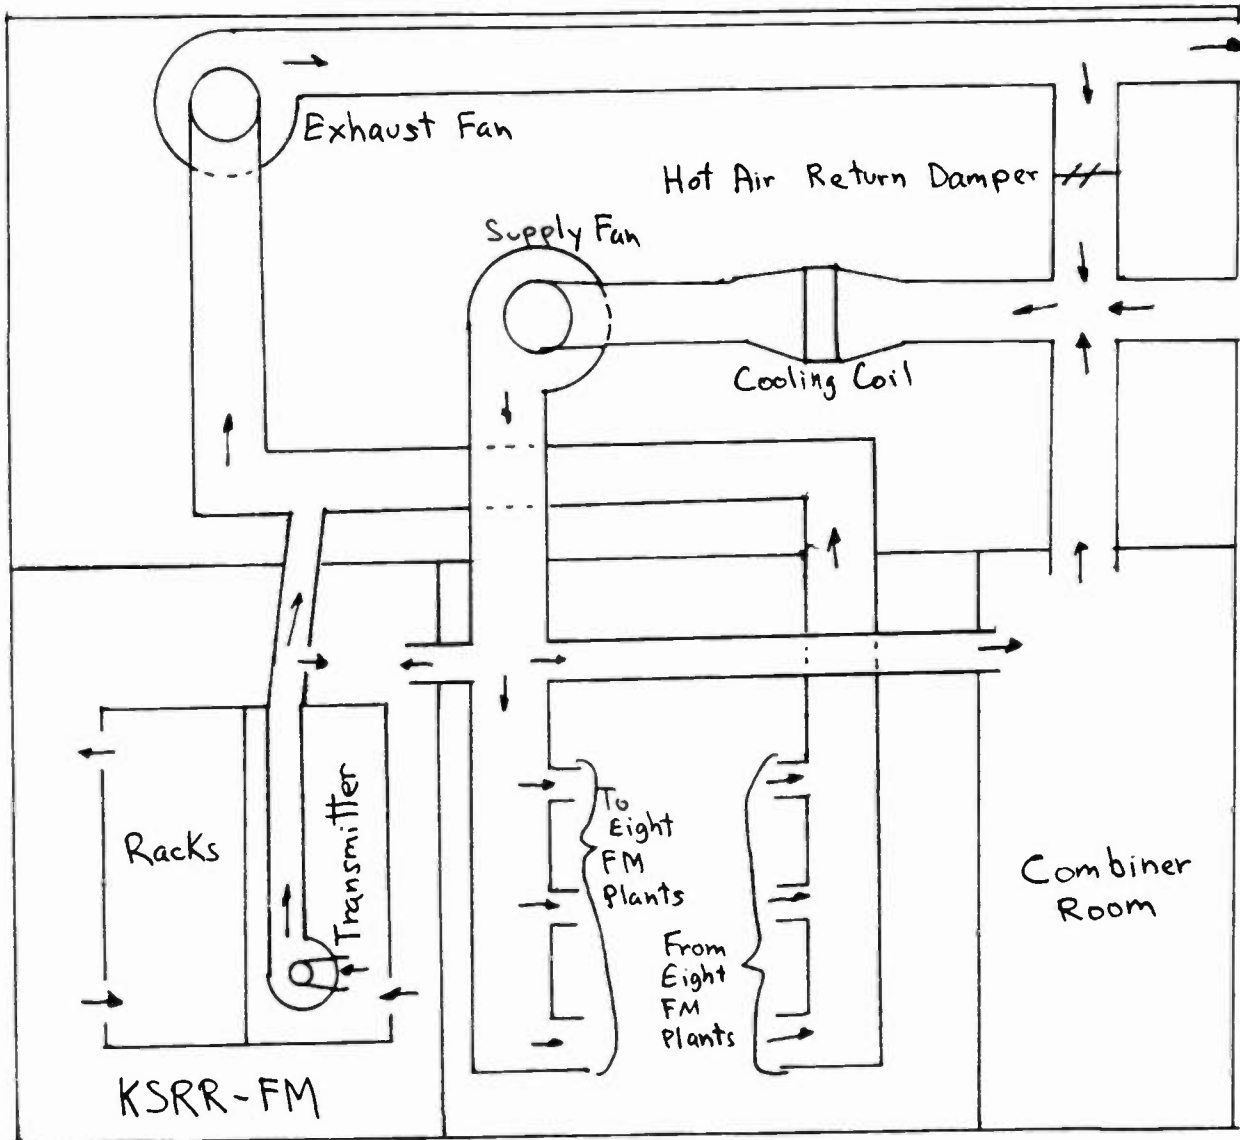 Exhaust Fan
Hot Air Return Damper
Supply Fan
Cooling Coil
To
Eight
FM
Plants
Racks
Transmitter
Combiner
Room
From
Eight
FM
Plants
KSRR-FM